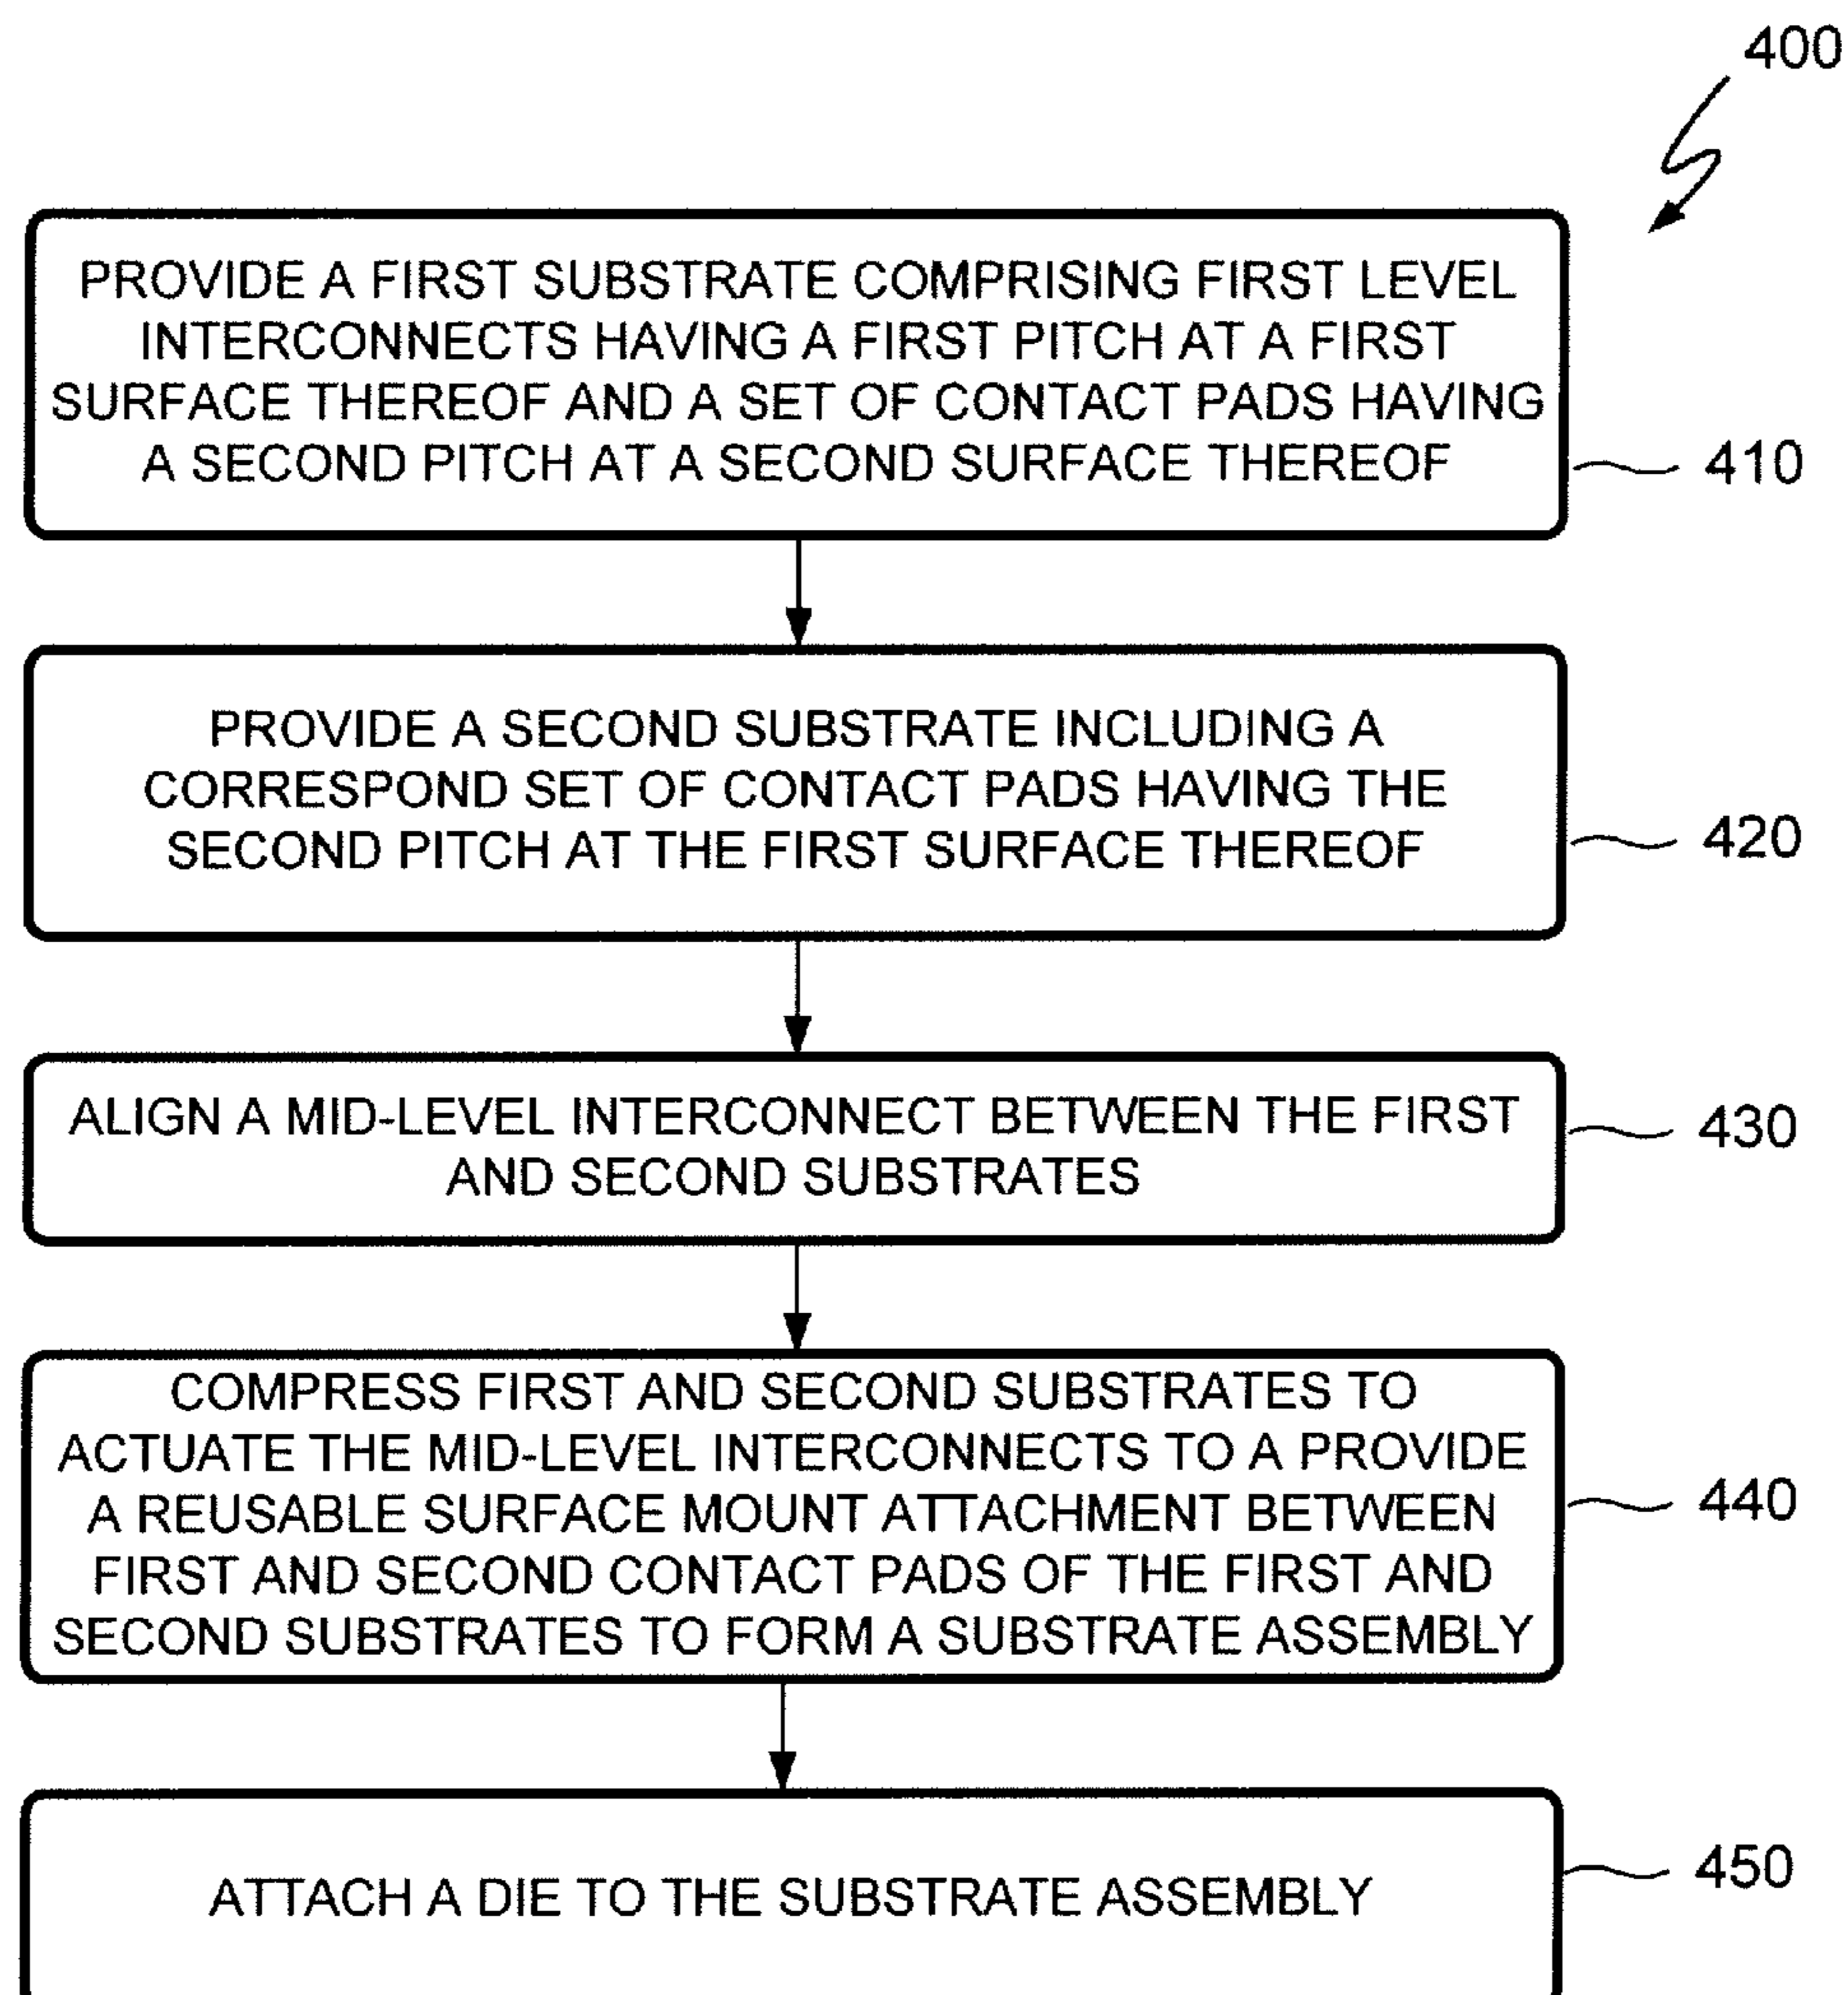 400
PROVIDE A FIRST SUBSTRATE COMPRISING FIRST LEVEL
INTERCONNECTS HAVING A FIRST PITCH AT A FIRST
SURFACE THEREOF AND A SET OF CONTACT PADS HAVING
A SECOND PITCH AT A SECOND SURFACE THEREOF
410
PROVIDE A SECOND SUBSTRATE INCLUDING A
CORRESPOND SET OF CONTACT PADS HAVING THE
SECOND PITCH AT THE FIRST SURFACE THEREOF
420
ALIGN A MID-LEVEL INTERCONNECT BETWEEN THE FIRST
AND SECOND SUBSTRATES
430
COMPRESS FIRST AND SECOND SUBSTRATES TO
ACTUATE THE MID-LEVEL INTERCONNECTS TO A PROVIDE
A REUSABLE SURFACE MOUNT ATTACHMENT BETWEEN
FIRST AND SECOND CONTACT PADS OF THE FIRST AND
SECOND SUBSTRATES TO FORM A SUBSTRATE ASSEMBLY
440
ATTACH A DIE TO THE SUBSTRATE ASSEMBLY
450